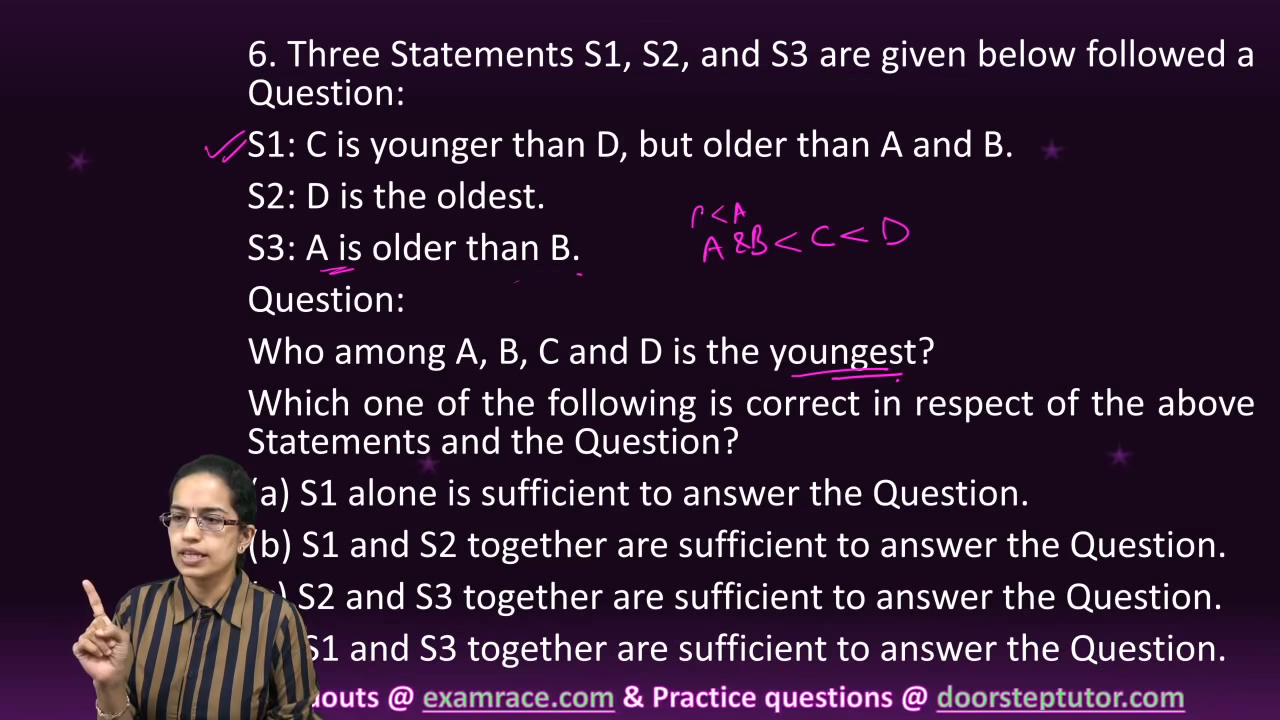 6. Three Statements S1, S2, and S3 are given below followed a
Question:
S1: C is younger than D, but older than A and B.
S2: D is the oldest.
< A
S3: A is older than B.
A & B < C < D
Question:
Who among A, B, C and D is the youngest?
Which one of the following is correct in respect of the above
Statements and the Question?
(a) S1 alone is sufficient to answer the Question.
(b) S1 and S2 together are sufficient to answer the Question.
) S2 and S3 together are sufficient to answer the Question.
S1 and S3 together are sufficient to answer the Question.
douts @ examrace.com & Practice questions @ doorsteptutor.com